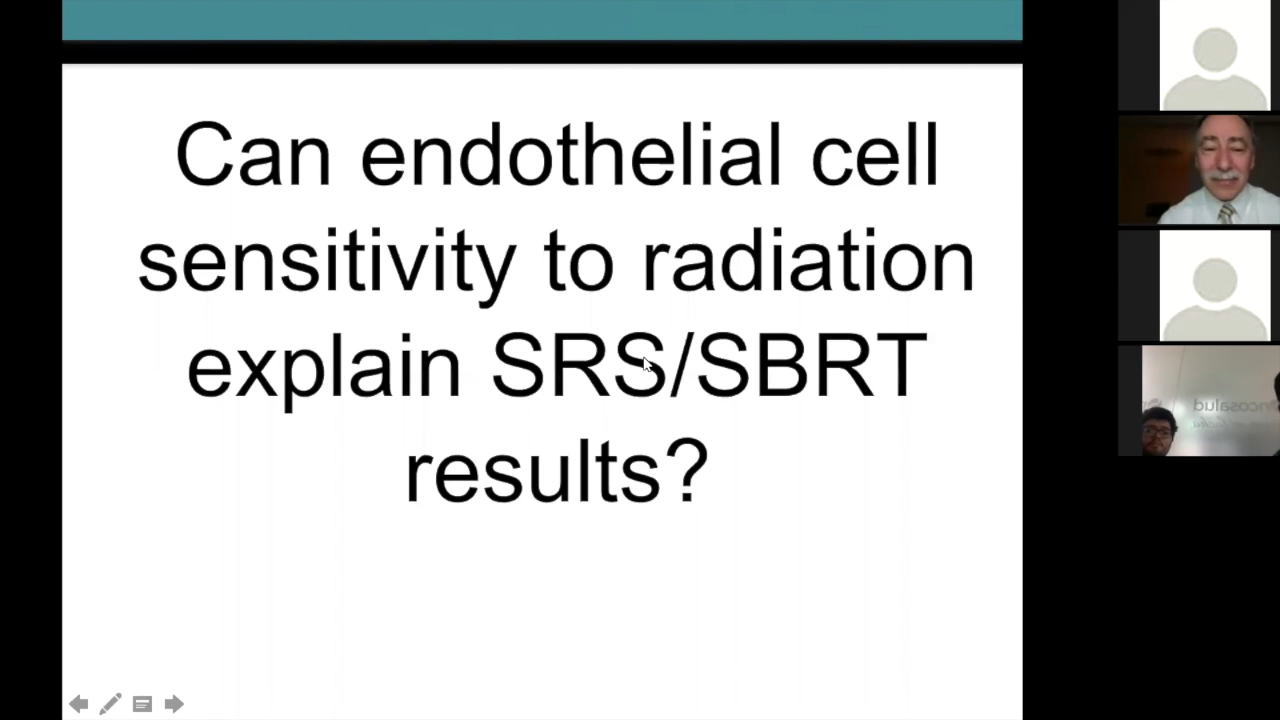 Can endothelial cell
sensitivity to radiation
explain SRS/SBRT
results?